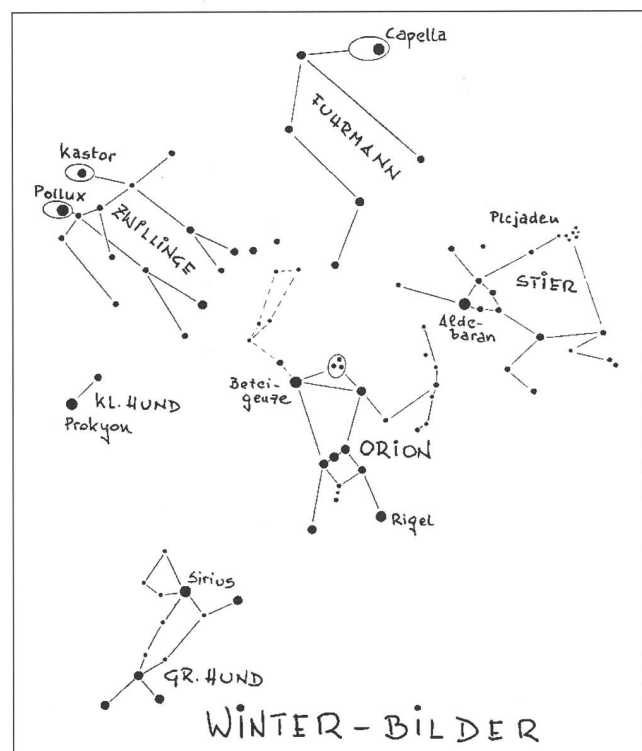 Capella
FUHRMANN
Kastor
Pollux
ZWILLINGE
Plejaden
STIER
Alde-
baran
Betei-
geuze
KL. HUND
Prokyon
ORION
Rigel
Sirius
GR. HUND
WINTER-BILDER